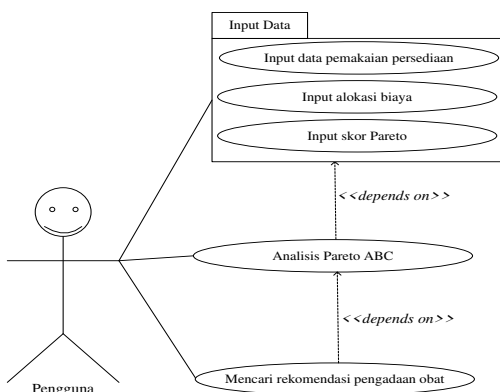 Input Data
Input data pemakaian persediaan
Input alokasi biaya
Input skor Pareto
<<depends on>>
Analisis Pareto ABC
<<depends on>>
Mencari rekomendasi pengadaan obat
Pengguna